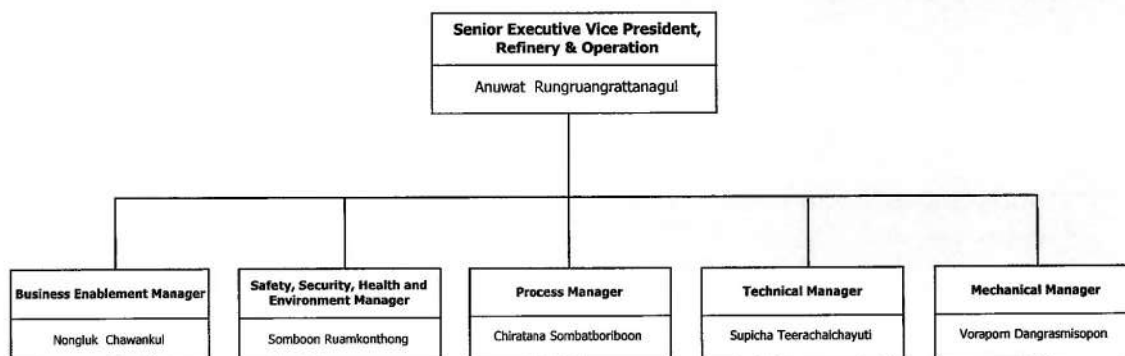 Senior Executive Vice President,
Refinery & Operation
Anuwat Rungruangrattanagul
Business Enablement Manager
Nongluk Chawankul
Safety, Security, Health and
Environment Manager
Somboon Ruamkonthong
Process Manager
Chiratana Sombatboriboon
Technical Manager
Supicha Teerachaichayuti
Mechanical Manager
Voraporn Dangrasmisopon